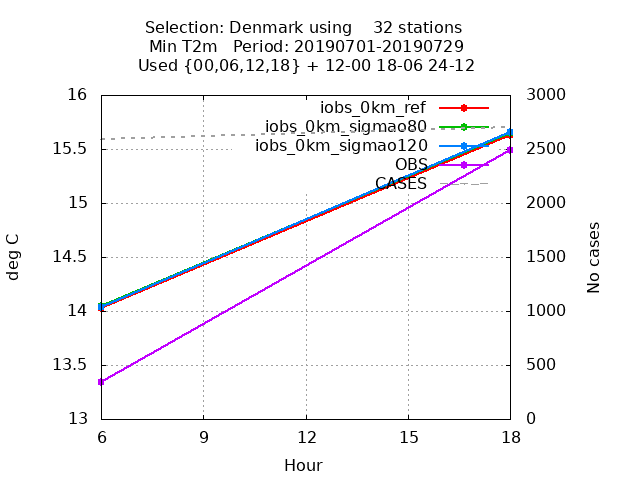 Selection: Denmark using    32 stations
Min T2m   Period: 20190701-20190729
Used {00,06,12,18} + 12-00 18-06 24-12
iobs_0km_ref
iobs_0km_sigmao80
iobs_0km_sigmao120
OBS
CASES
16
15.5
15
14.5
14
13.5
13
deg C
3000
2500
2000
1500
1000
500
0
No cases
6 9 12 15 18
Hour